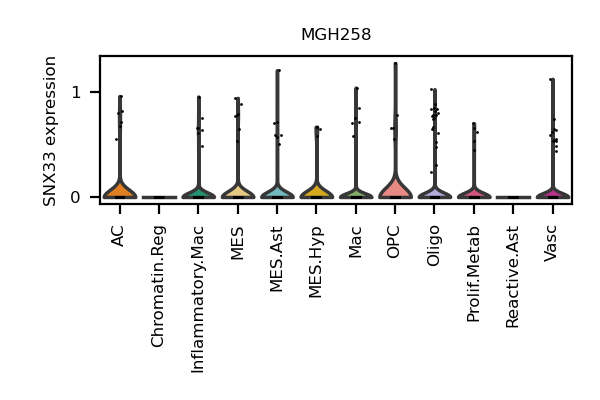 MGH258
SNX33 expression
1
0
AC
Chromatin.Reg
Inflammatory.Mac
MES
MES.Ast
MES.Hyp
Mac
OPC
Oligo
Prolif.Metab
Reactive.Ast
Vasc